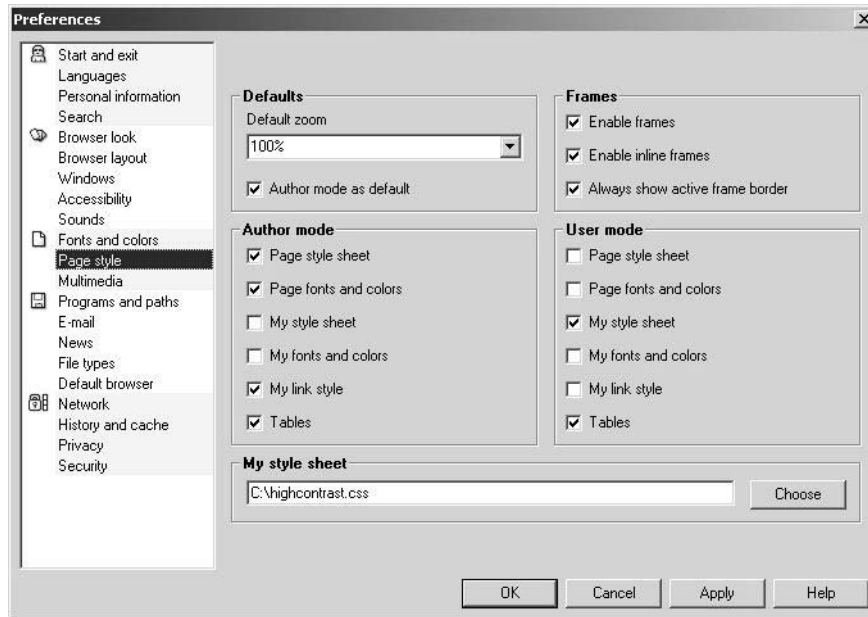 Preferences
Start and exit
Languages
Personal information
Search
Browser look
Browser layout
Windows
Accessibility
Sounds
Fonts and colors
Page style
Multimedia
Programs and paths
E-mail
News
File types
Default browser
Network
History and cache
Privacy
Security
Defaults
Default zoom
100%
Author mode as default
Frames
Enable frames
Enable inline frames
Always show active frame border
Author mode
Page style sheet
Page fonts and colors
My style sheet
My fonts and colors
My link style
Tables
User mode
Page style sheet
Page fonts and colors
My style sheet
My fonts and colors
My link style
Tables
My style sheet
C:\highcontrast.css
Choose
OK
Cancel
Apply
Help